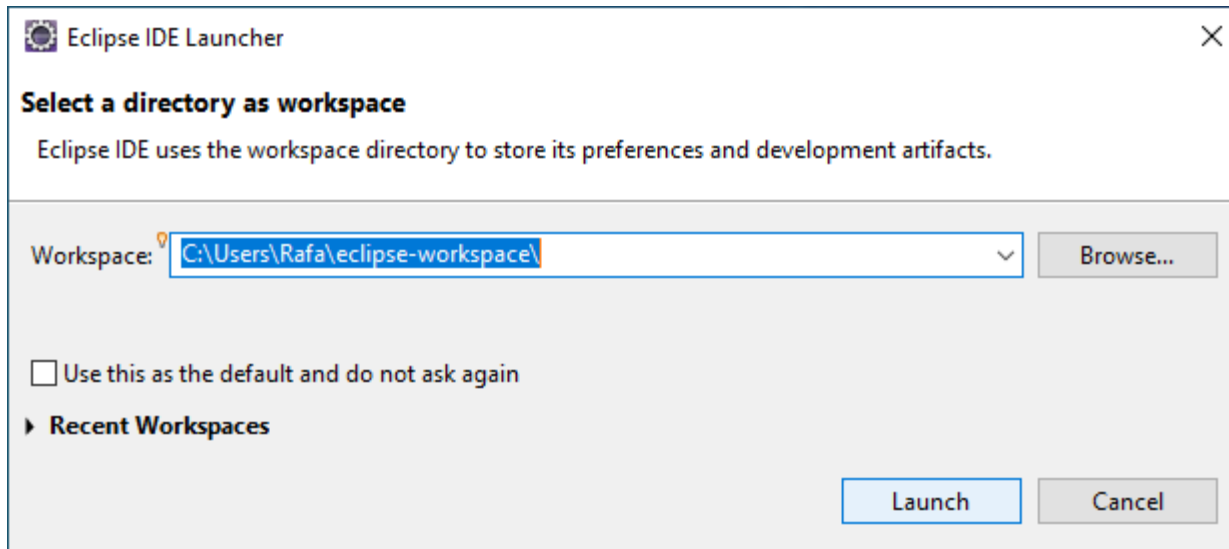 Eclipse IDE Launcher
Select a directory as workspace
Eclipse IDE uses the workspace directory to store its preferences and development artifacts.
Workspace: C:\Users\Rafa\eclipse-workspace\ Browse...
Use this as the default and do not ask again
Recent Workspaces
Launch Cancel